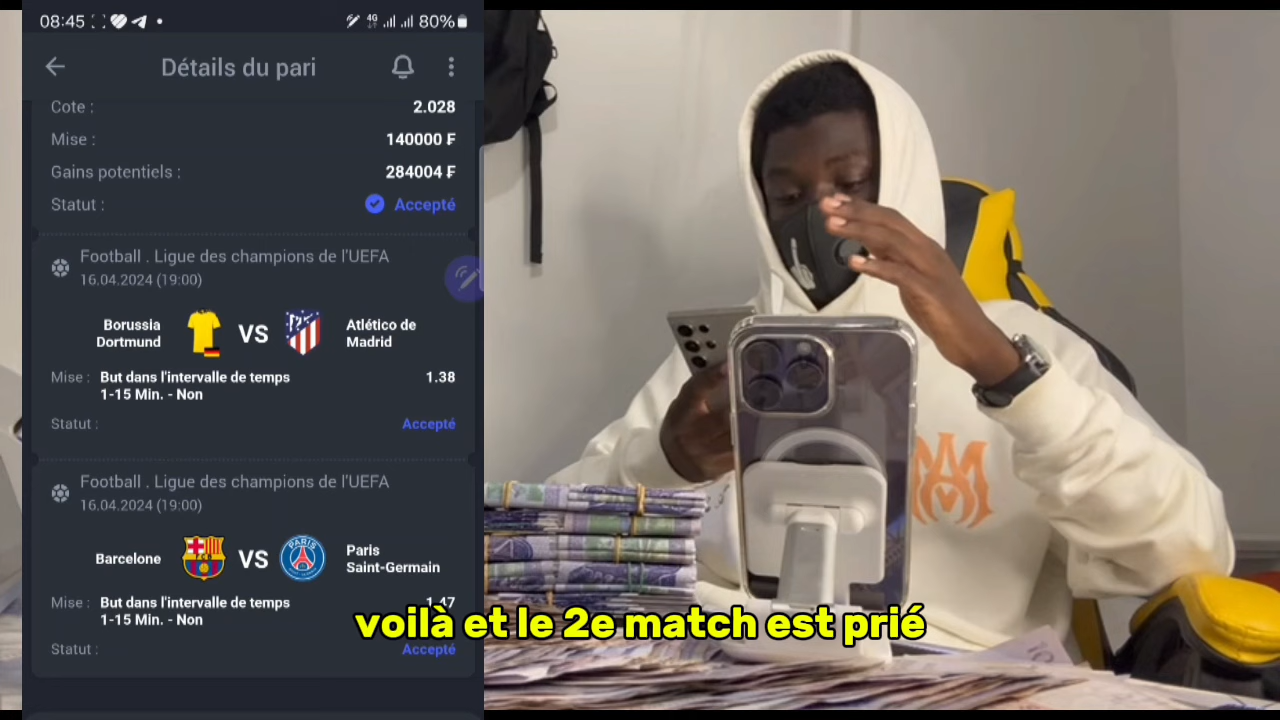 08:45
4G
80%
Détails du pari
Cote :
2.028
Mise :
140000 ₣
Gains potentiels :
284004 ₣
Statut :
Accepté
Football . Ligue des champions de l'UEFA
16.04.2024 (19:00)
Borussia
Dortmund
VS
Atlético de
Madrid
Mise :
But dans l'intervalle de temps
1-15 Min. - Non
1.38
Statut :
Accepté
Football . Ligue des champions de l'UEFA
16.04.2024 (19:00)
Barcelone
PARIS
VS
Paris
Saint-Germain
Mise :
But dans l'intervalle de temps
1-15 Min. - Non
1.47
voilà et le 2e match est prié
Statut :
Accepté